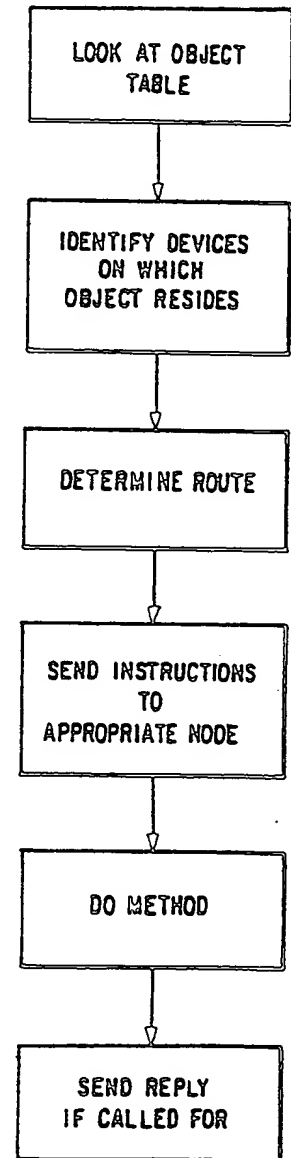 LOOK AT OBJECT
TABLE
IDENTIFY DEVICES
ON WHICH
OBJECT RESIDES
DETERMINE ROUTE
SEND INSTRUCTIONS
TO
APPROPRIATE NODE
DO METHOD
SEND REPLY
IF CALLED FOR